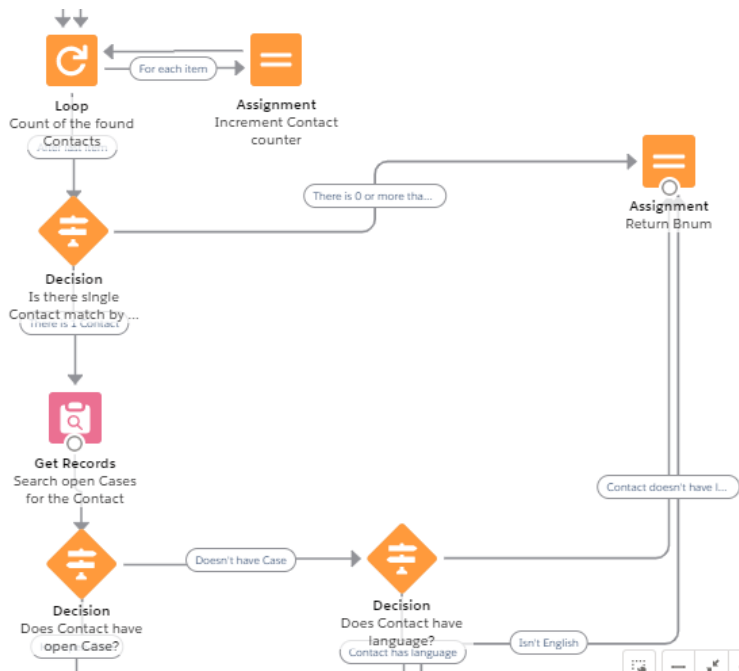 For each item
Loop
Count of the found
Contacts
Assignment
Increment Contact
counter
There is 0 or more tha...
Assignment
Return Bnum
Decision
Is there single
Contact match by ...
There is 1 Contact
Get Records
Search open Cases
for the Contact
Contact doesn't have l...
Doesn't have Case
Decision
Does Contact have
open Case?
Decision
Does Contact have
language?
Contact has language
Isn't English